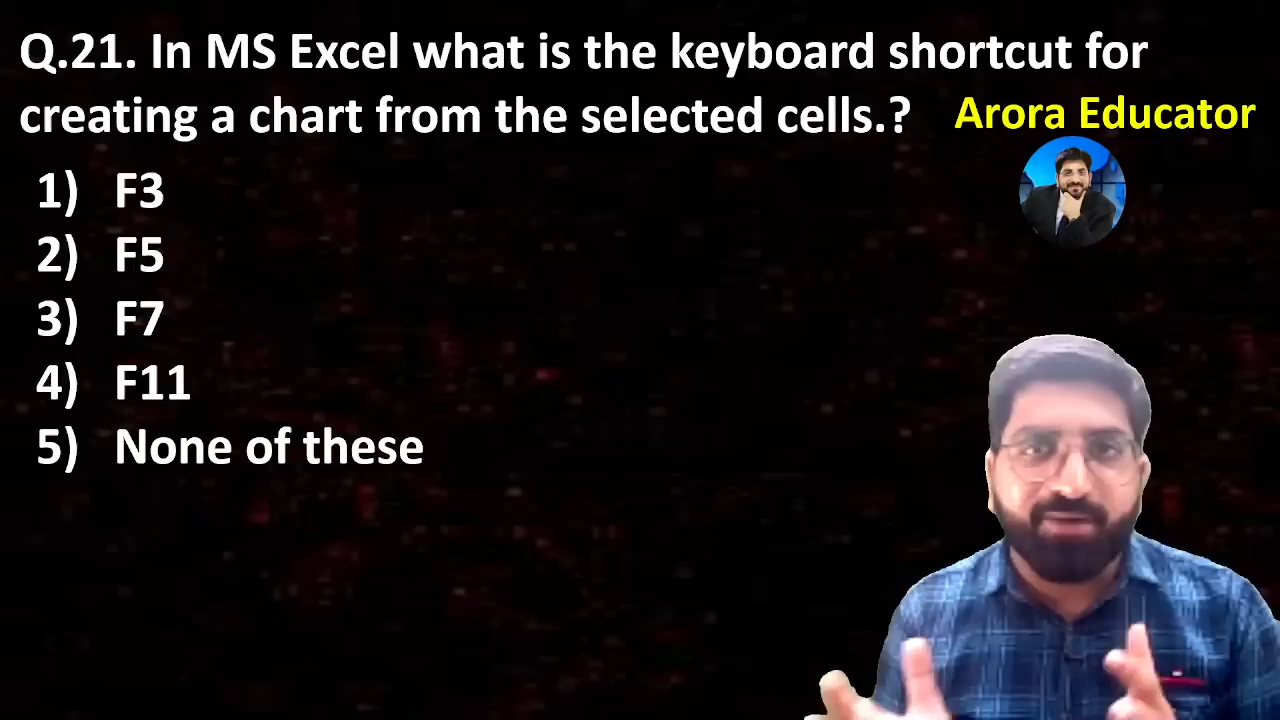 Q.21. In MS Excel what is the keyboard shortcut for
creating a chart from the selected cells.?
Arora Educator
1) F3
2) F5
3) F7
4) F11
5) None of these